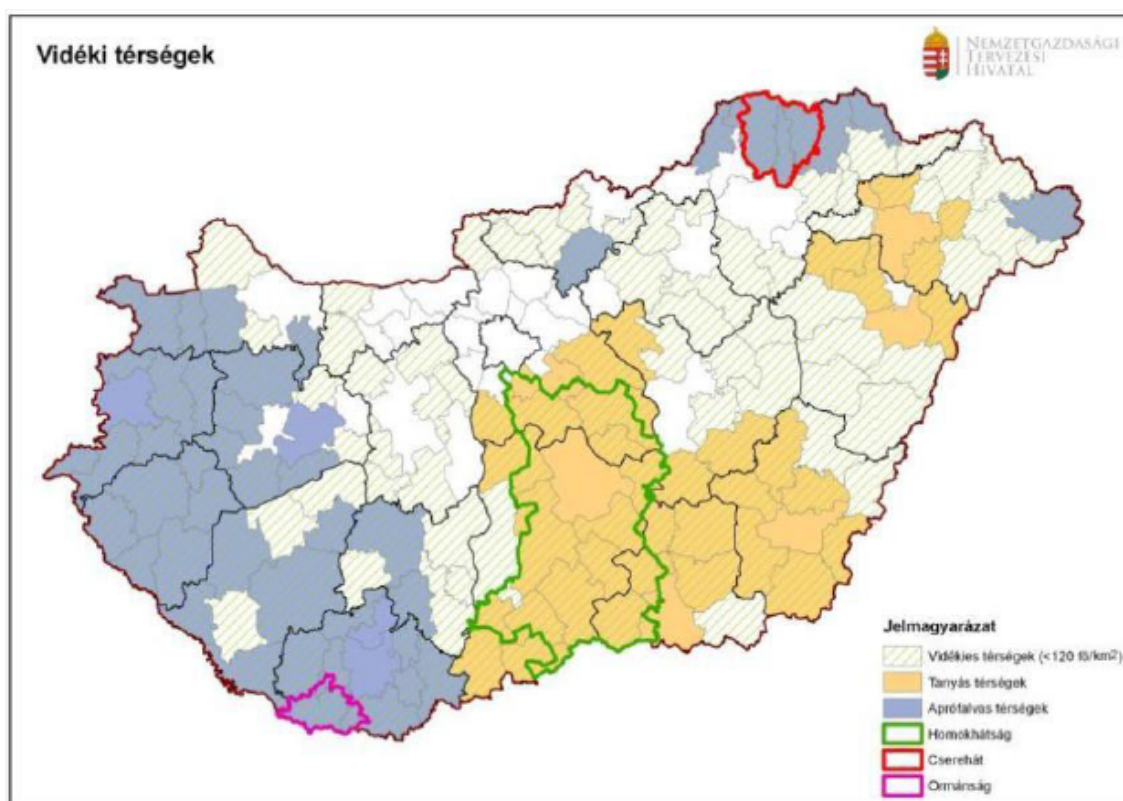 Vidéki térségek
NEMZETGAZDASÁGI
TERVEZÉSI
HIVATAL
Jelmagyarázat
Vidékies térségek (<120 fő/km2)
Tanyás térségek
Aprófalvas térségek
Homokhátság
Cserehát
Ormánság